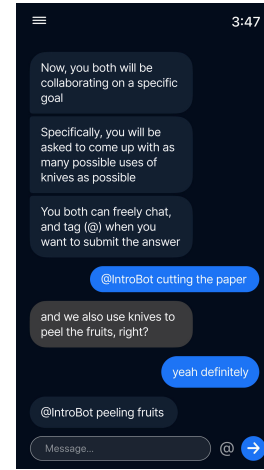 3:47
Now, you both will be
collaborating on a specific
goal
Specifically, you will be
asked to come up with as
many possible uses of
knives as possible
You both can freely chat,
and tag (@) when you
want to submit the answer
@IntroBot cutting the paper
and we also use knives to
peel the fruits, right?
yeah definitely
@IntroBot peeling fruits
Message... @